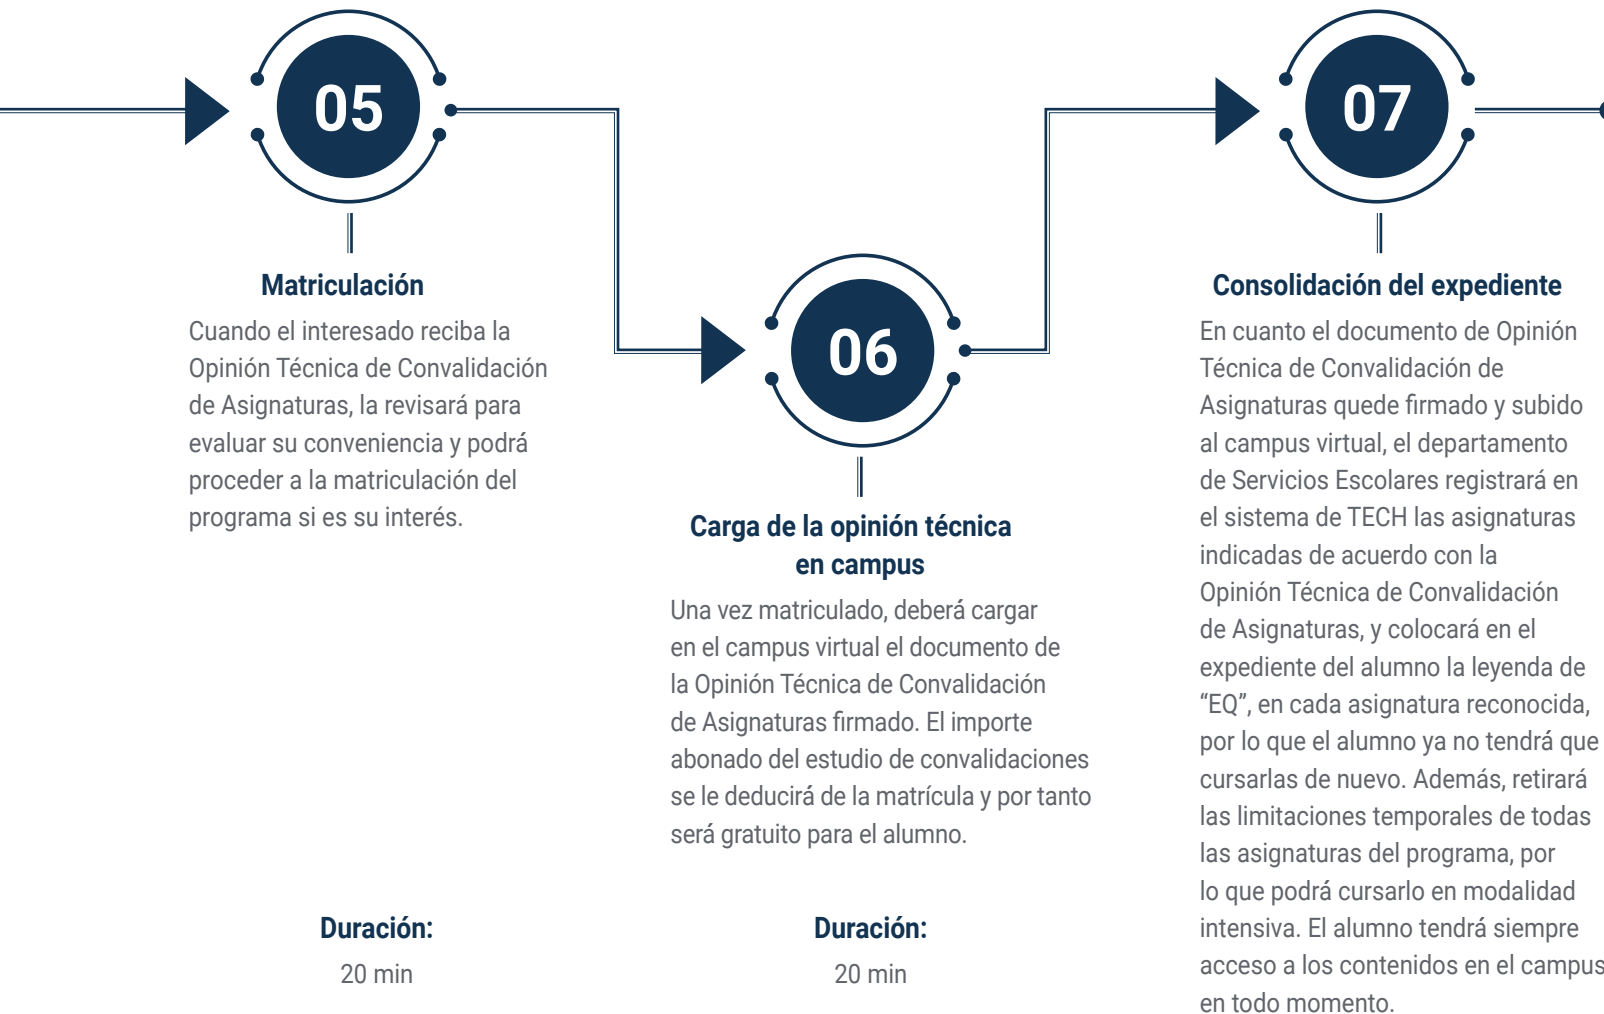 05
Matriculación
Cuando el interesado reciba la
Opinión Técnica de Convalidación
de Asignaturas, la revisará para
evaluar su conveniencia y podrá
proceder a la matriculación del
programa si es su interés.
Duración:
20 min
06
Carga de la opinión técnica
en campus
Una vez matriculado, deberá cargar
en el campus virtual el documento de
la Opinión Técnica de Convalidación
de Asignaturas firmado. El importe
abonado del estudio de convalidaciones
se le deducirá de la matrícula y por tanto
será gratuito para el alumno.
Duración:
20 min
07
Consolidación del expediente
En cuanto el documento de Opinión
Técnica de Convalidación de
Asignaturas quede firmado y subido
al campus virtual, el departamento
de Servicios Escolares registrará en
el sistema de TECH las asignaturas
indicadas de acuerdo con la
Opinión Técnica de Convalidación
de Asignaturas, y colocará en el
expediente del alumno la leyenda de
“EQ”, en cada asignatura reconocida,
por lo que el alumno ya no tendrá que
cursarlas de nuevo. Además, retirará
las limitaciones temporales de todas
las asignaturas del programa, por
lo que podrá cursarlo en modalidad
intensiva. El alumno tendrá siempre
acceso a los contenidos en el campus
en todo momento.